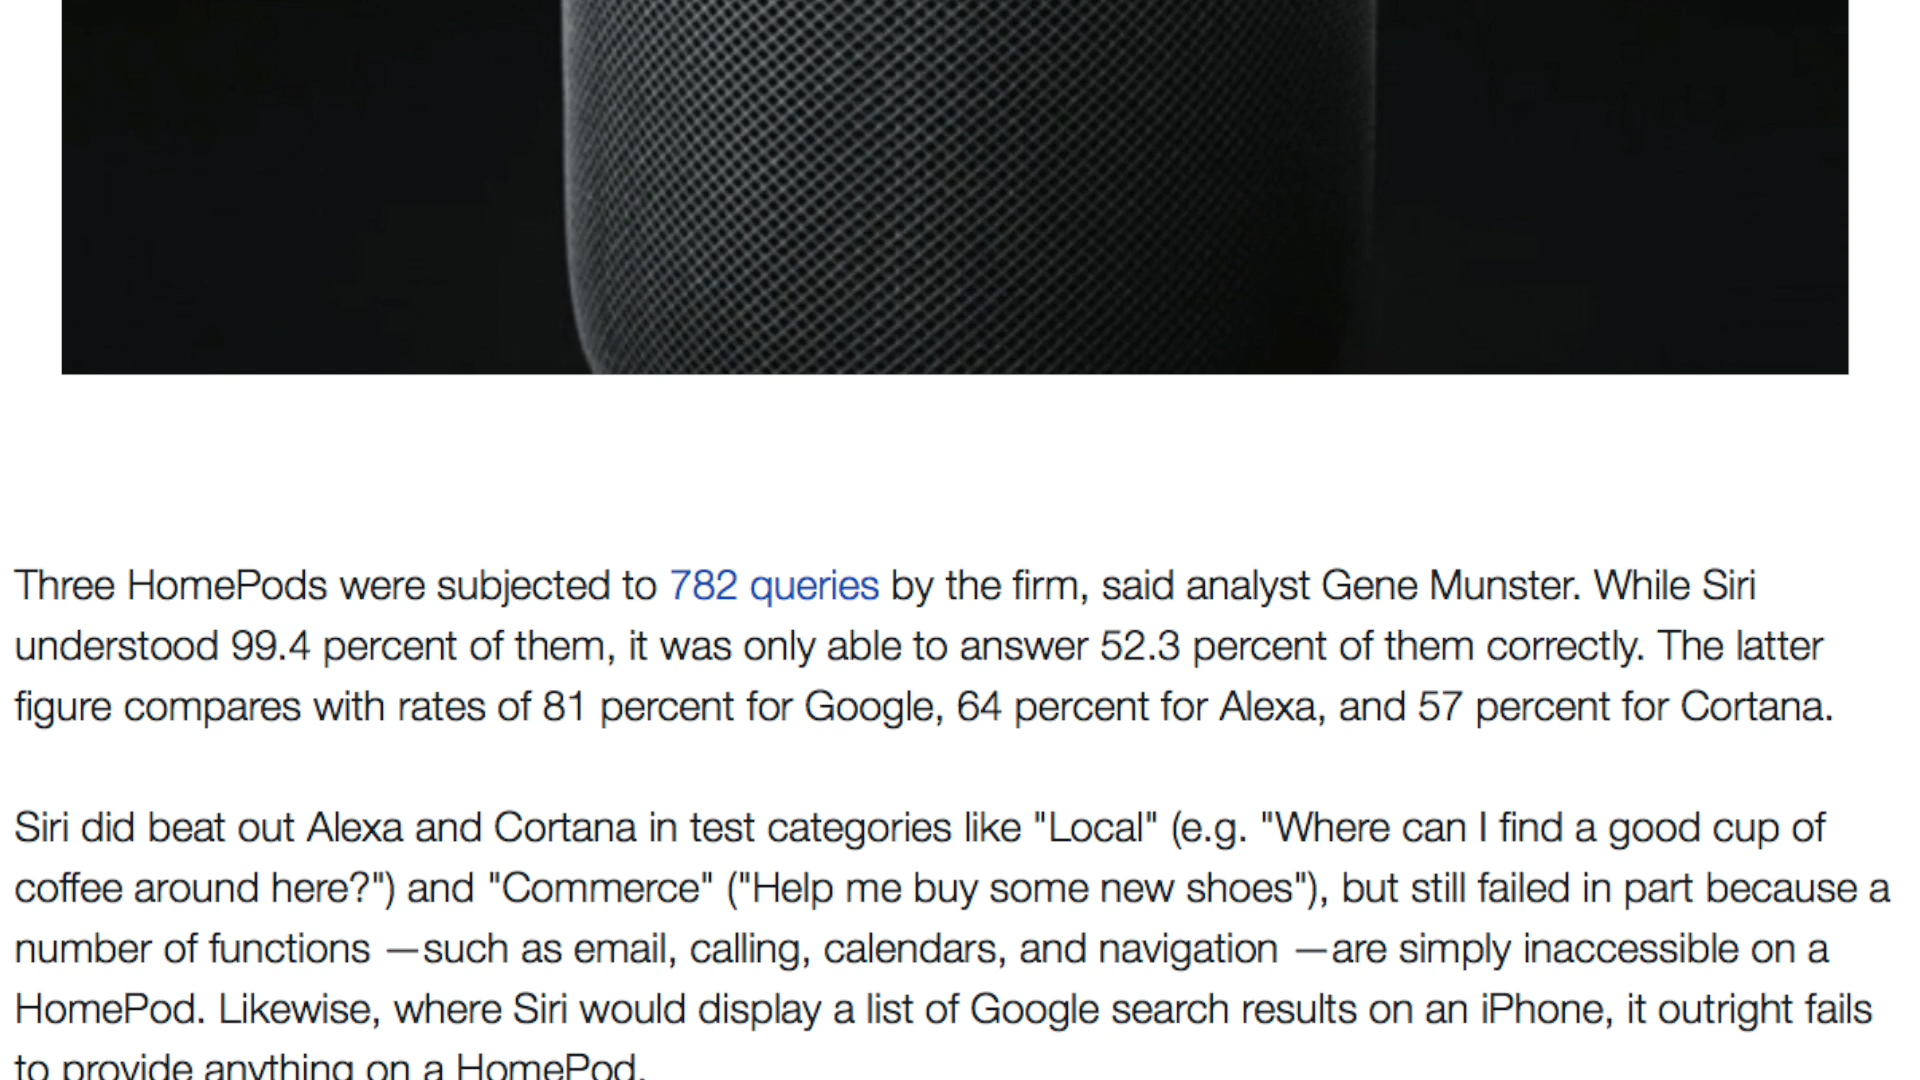 Three HomePods were subjected to 782 queries by the firm, said analyst Gene Munster. While Siri
understood 99.4 percent of them, it was only able to answer 52.3 percent of them correctly. The latter
figure compares with rates of 81 percent for Google, 64 percent for Alexa, and 57 percent for Cortana.
Siri did beat out Alexa and Cortana in test categories like "Local" (e.g. "Where can I find a good cup of
coffee around here?") and "Commerce" ("Help me buy some new shoes"), but still failed in part because a
number of functions —such as email, calling, calendars, and navigation —are simply inaccessible on a
HomePod. Likewise, where Siri would display a list of Google search results on an iPhone, it outright fails
to provide anything on a HomePod.